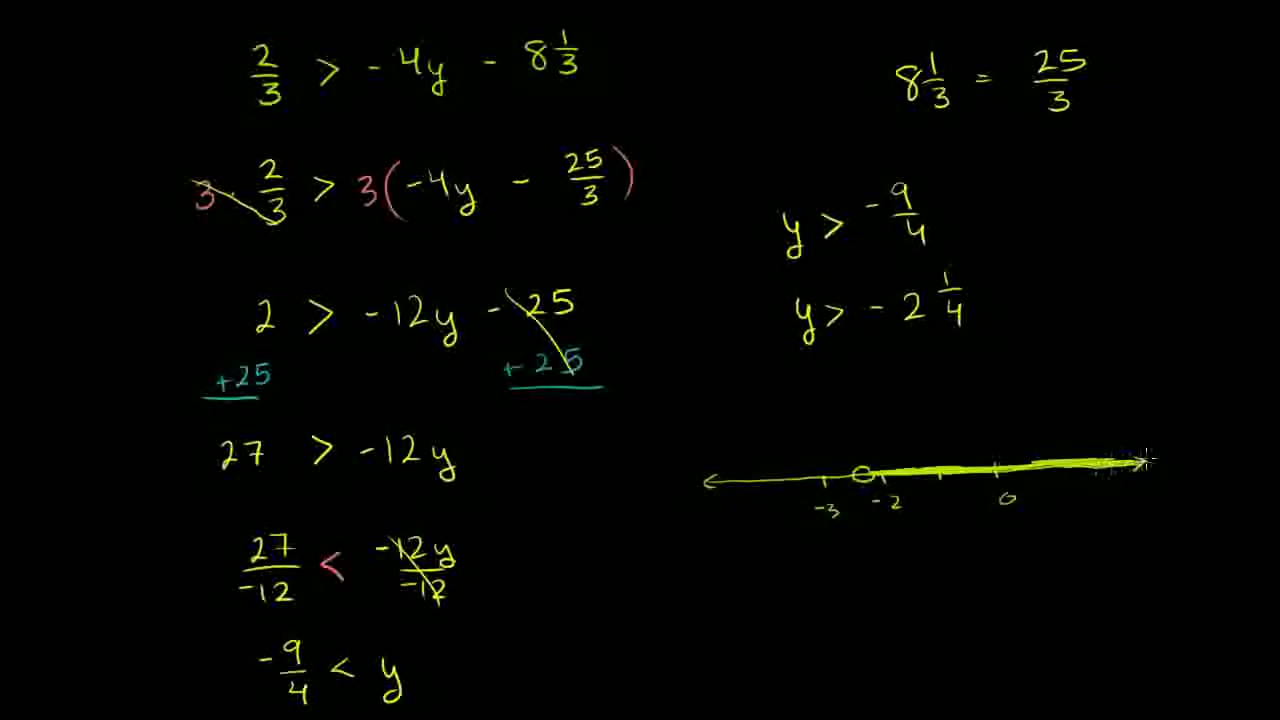 2/3 > -4y - 8 1/3
3 · 2/3 > 3(-4y - 25/3)
2 > -12y - 25
+25 +25
27 > -12y
27/-12 < -12y/-12
-9/4 < y
8 1/3 = 25/3
y > -9/4
y > -2 1/4
-3 -2 0